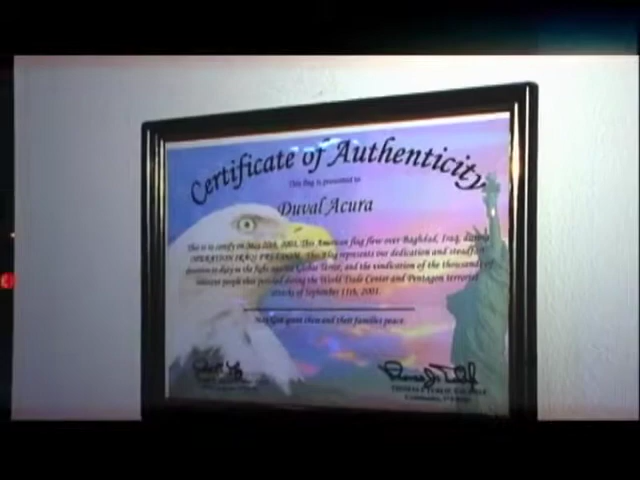 Certificate of Authenticity
This flag is presented to
Duval Acura
This is to certify on May 20th, 2003, This American flag flew over Baghdad, Iraq, during
OPERATION IRAQI FREEDOM. This Flag represents our dedication and steadfast
devotion to duty in the fight against Global Terror, and the vindication of the thousands of
innocent people that perished during the World Trade Center and Pentagon terrorist
attacks of September 11th, 2001.
May God grant them and their families peace